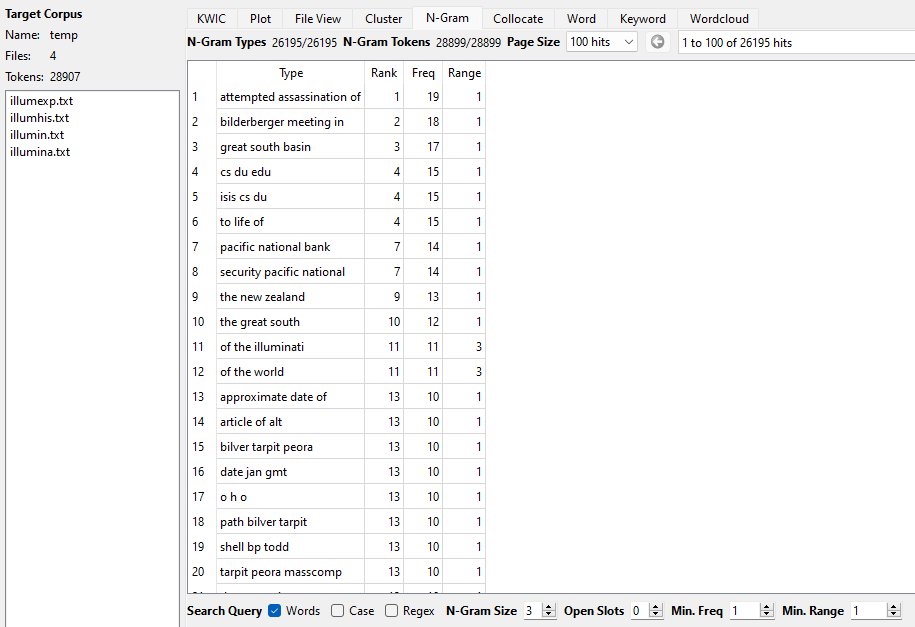 Target Corpus
Name: temp
Files: 4
Tokens: 28907
illumexp.txt
illumhis.txt
illumin.txt
illumina.txt
KWIC Plot File View Cluster N-Gram Collocate Word Keyword Wordcloud
N-Gram Types 26195/26195 N-Gram Tokens 28899/28899 Page Size 100 hits 1 to 100 of 26195 hits
Type Rank Freq Range
1 attempted assassination of 1 19 1
2 bilderberger meeting in 2 18 1
3 great south basin 3 17 1
4 cs du edu 4 15 1
5 isis cs du 4 15 1
6 to life of 4 15 1
7 pacific national bank 7 14 1
8 security pacific national 7 14 1
9 the new zealand 9 13 1
10 the great south 10 12 1
11 of the illuminati 11 11 3
12 of the world 11 11 3
13 approximate date of 13 10 1
14 article of alt 13 10 1
15 bilver tarpit peora 13 10 1
16 date jan gmt 13 10 1
17 o h o 13 10 1
18 path bilver tarpit 13 10 1
19 shell bp todd 13 10 1
20 tarpit peora masscomp 13 10 1
Search Query Words Case Regex N-Gram Size 3 Open Slots 0 Min. Freq 1 Min. Range 1